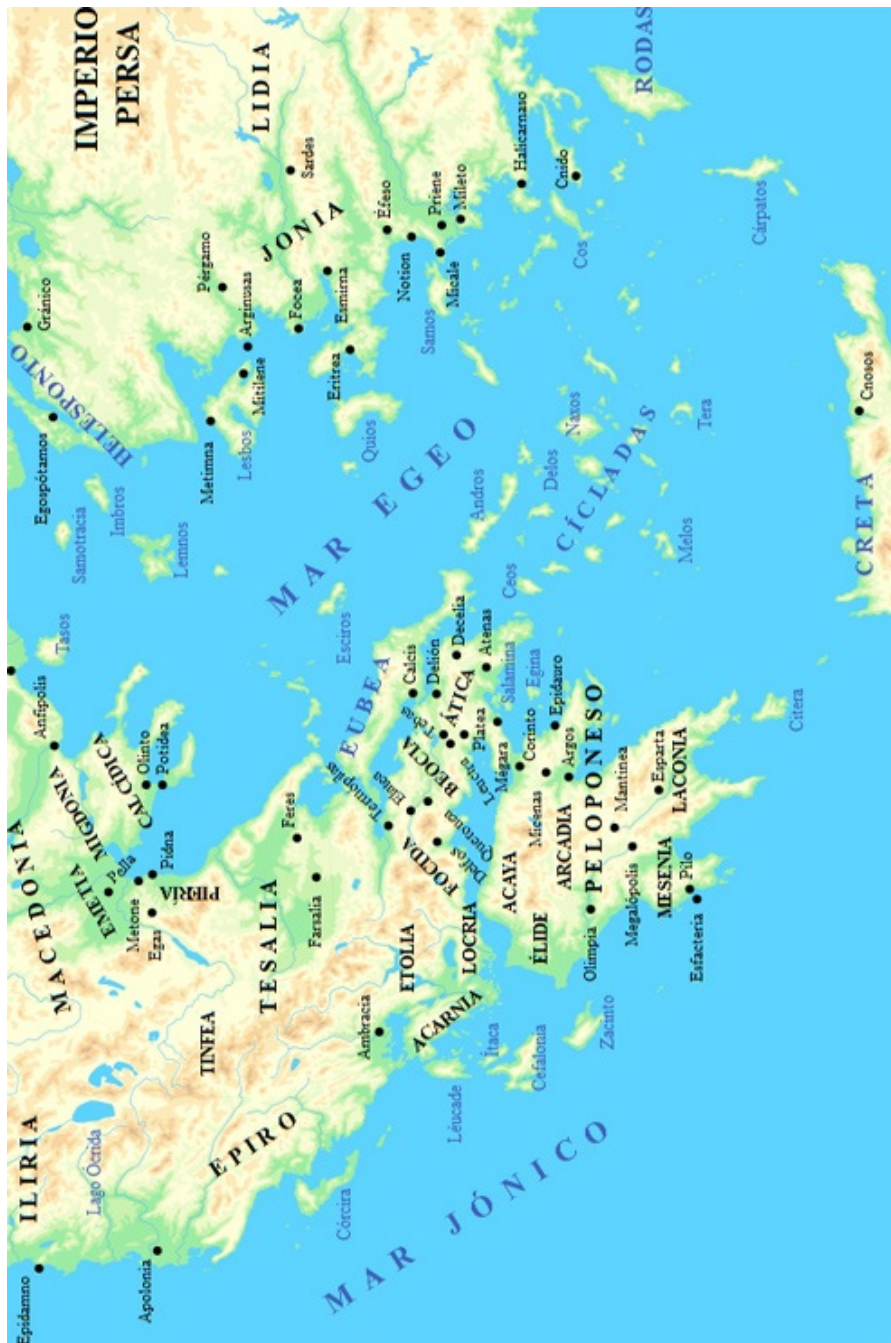 Epidamno
ILIRIA
MACEDONIA
Anfípolis
Egospótamos
Gránico
HELESPONTO
IMPERIO
PERSA
Lago Ócrida
EMETIA
MIGDONIA
Tasos
Samotracia
Imbros
Apolonia
Metone
Pella
Egas
Pidna
CALCÍDICA
Olinto
Potidea
Lemnos
PIERÍA
TINFEA
Metimna
Pérgamo
EPIRO
TESALIA
Lesbos
Mitilene
Arginusas
LIDIA
Farsalia
Feres
Focea
Sardes
JONIA
Córcira
Esciros
MAR EGEO
Eritrea
Esmirna
Ambracia
Termópilas
EUBEA
Quios
Éfeso
ETOLIA
Elatea
Calcis
Notion
ACARNIA
FOCIDA
BEOCIA
Tebas
Delión
Samos
Priene
Léucade
LOCRIA
Delfos
Queronea
ÁTICA
Decelia
Micale
Mileto
Ítaca
Leuctra
Platea
Atenas
Andros
MAR JÓNICO
Cefalonia
ACAYA
Mégara
Salamina
Ceos
Halicarnaso
ÉLIDE
Micenas
Corinto
Egina
Delos
Cnido
ARCADIA
Argos
Epidauro
Naxos
Cos
Zacinto
Olimpia
PELOPONESO
CÍCLADAS
RODAS
Megalópolis
Mantinea
MESENIA
Esparta
Melos
Tera
Pilo
LACONIA
Esfacteria
Cárpatos
Citera
CRETA
Cnosos